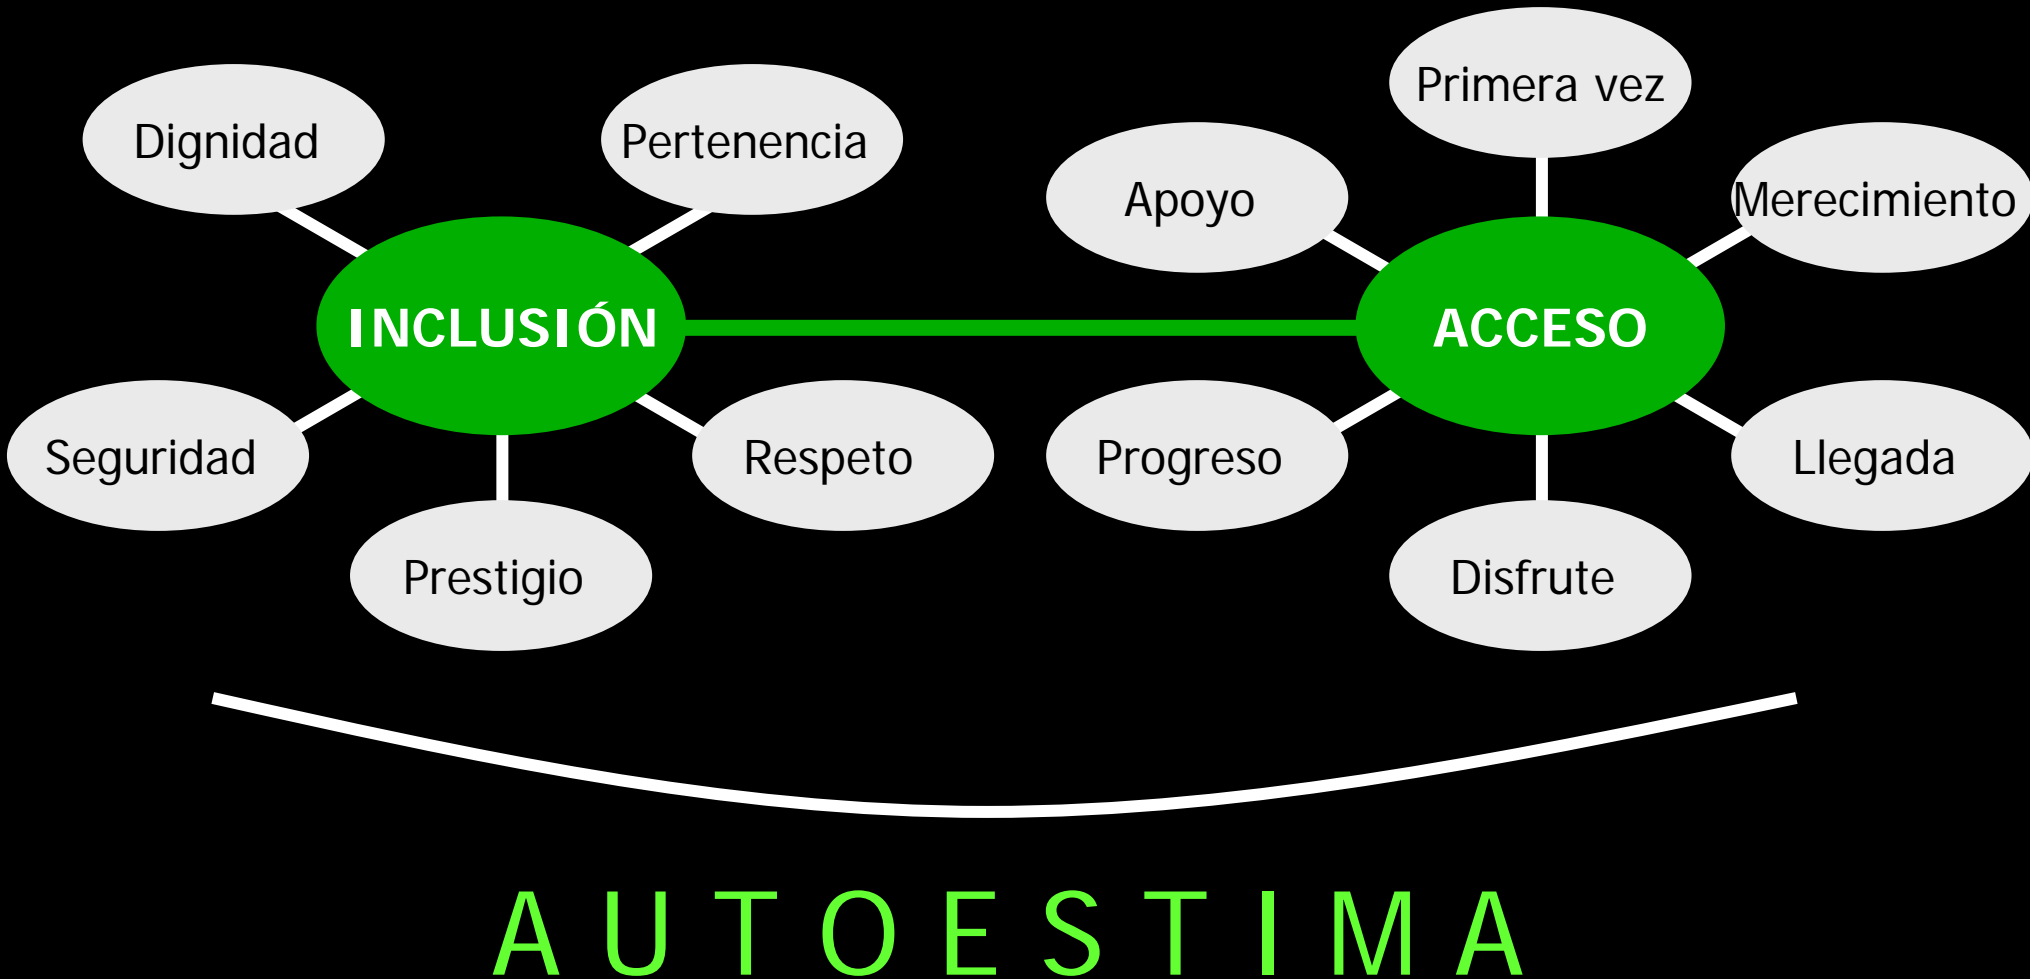 Primera vez
Dignidad
Pertenencia
Apoyo
Merecimiento
INCLUSIÓN
ACCESO
Seguridad
Respeto
Progreso
Llegada
Prestigio
Disfrute
AUTOESTIMA